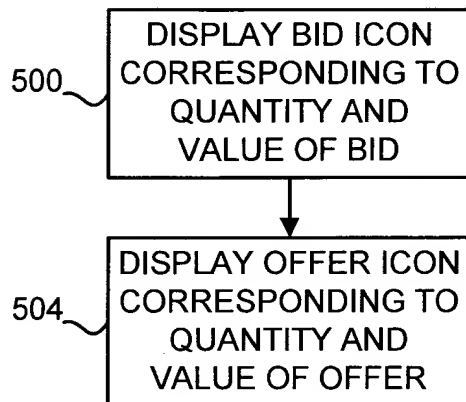 DISPLAY BID ICON
CORRESPONDING TO
500
QUANTITY AND
VALUE OF BID
DISPLAY OFFER ICON
CORRESPONDING TO
504
QUANTITY AND
VALUE OF OFFER